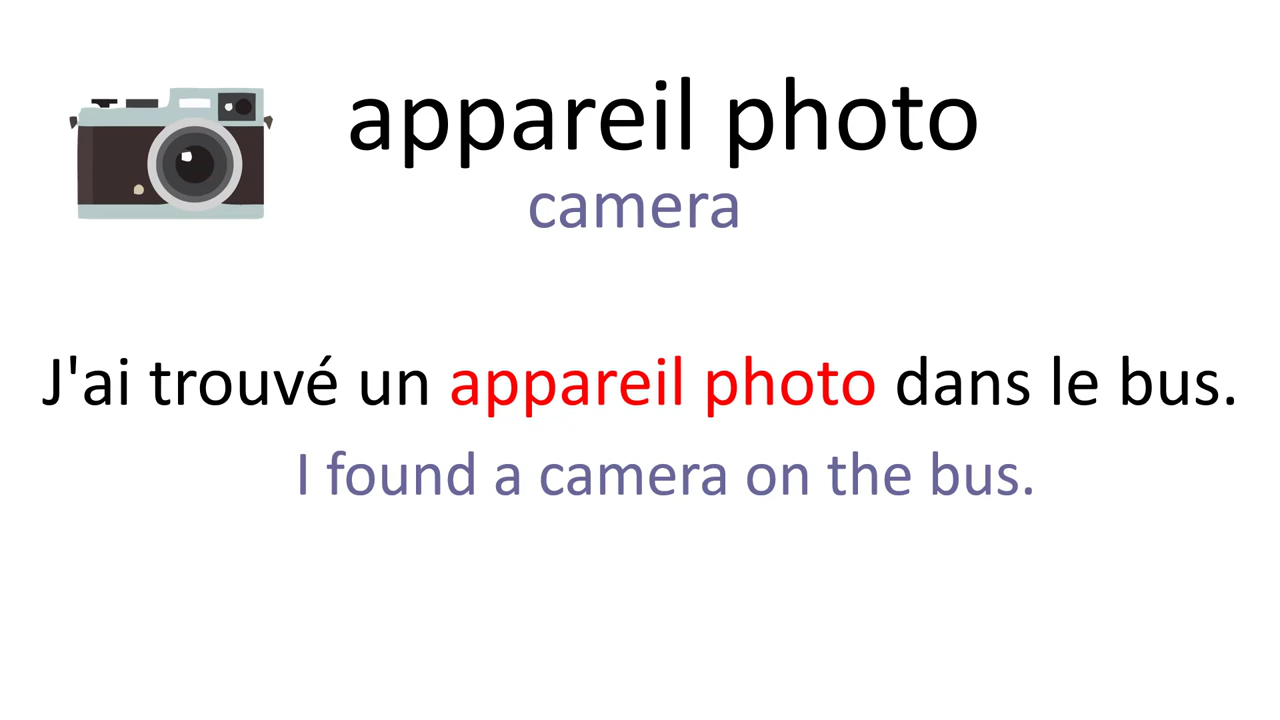 appareil photo
camera
J'ai trouvé un appareil photo dans le bus.
I found a camera on the bus.